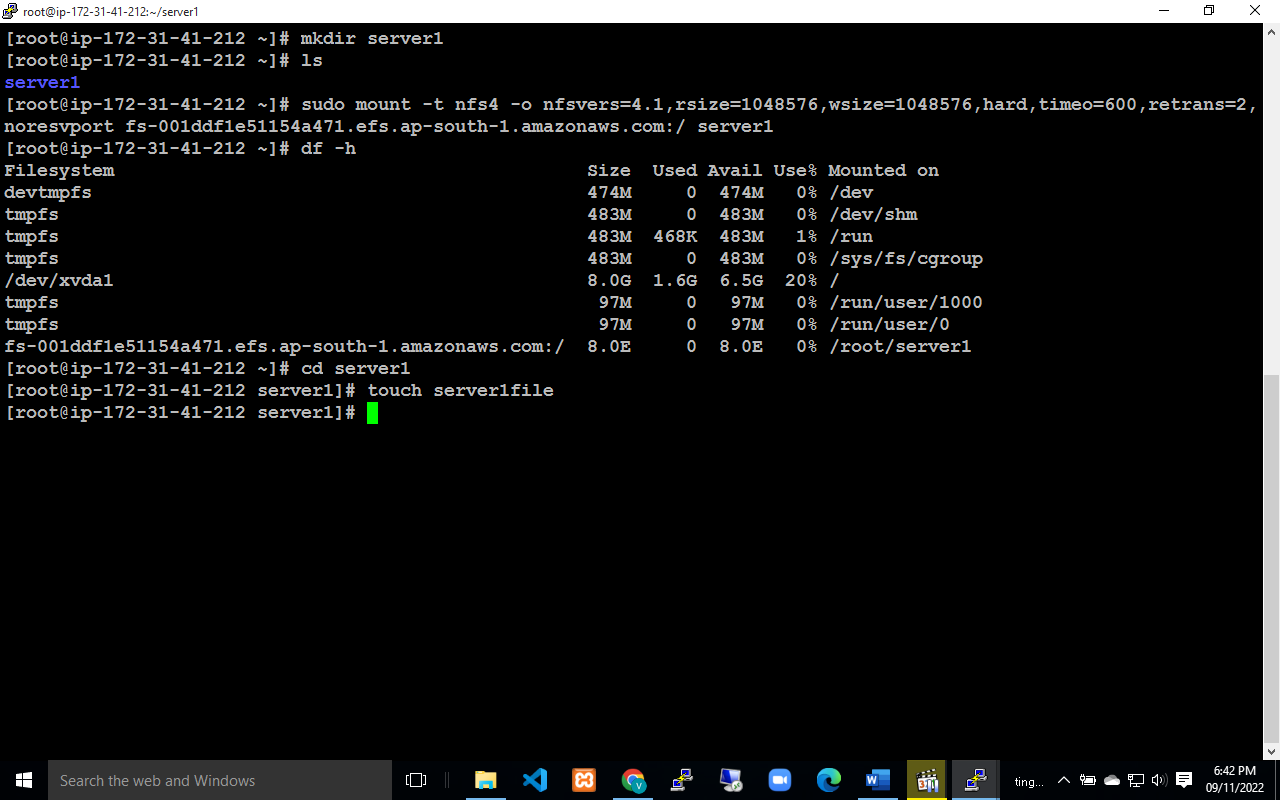 root@ip-172-31-41-212:~/server1
[root@ip-172-31-41-212 ~]# mkdir server1
[root@ip-172-31-41-212 ~]# ls
server1
[root@ip-172-31-41-212 ~]# sudo mount -t nfs4 -o nfsvers=4.1,rsize=1048576,wsize=1048576,hard,timeo=600,retrans=2,
noresvport fs-001ddf1e51154a471.efs.ap-south-1.amazonaws.com:/ server1
[root@ip-172-31-41-212 ~]# df -h
Filesystem Size Used Avail Use% Mounted on
devtmpfs 474M 0 474M 0% /dev
tmpfs 483M 0 483M 0% /dev/shm
tmpfs 483M 468K 483M 1% /run
tmpfs 483M 0 483M 0% /sys/fs/cgroup
/dev/xvda1 8.0G 1.6G 6.5G 20% /
tmpfs 97M 0 97M 0% /run/user/1000
tmpfs 97M 0 97M 0% /run/user/0
fs-001ddf1e51154a471.efs.ap-south-1.amazonaws.com:/ 8.0E 0 8.0E 0% /root/server1
[root@ip-172-31-41-212 ~]# cd server1
[root@ip-172-31-41-212 server1]# touch server1file
[root@ip-172-31-41-212 server1]#
Search the web and Windows
ting...
6:42 PM
09/11/2022